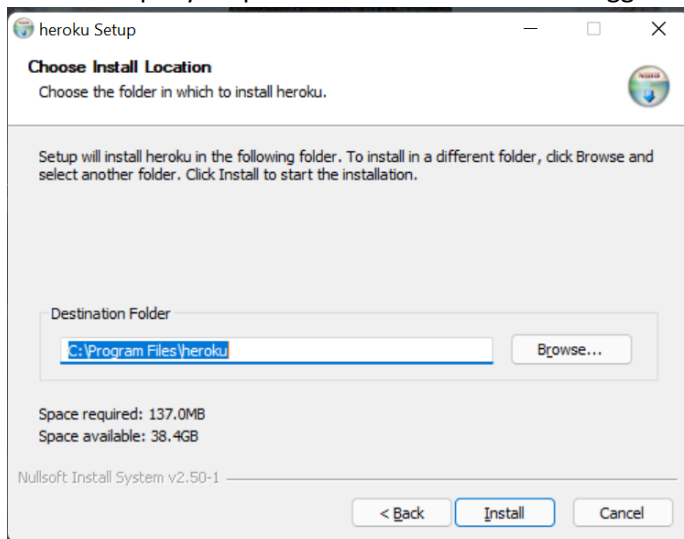 heroku Setup
Choose Install Location
Choose the folder in which to install heroku.
Setup will install heroku in the following folder. To install in a different folder, click Browse and
select another folder. Click Install to start the installation.
Destination Folder
C:\Program Files\heroku
Browse...
Space required: 137.0MB
Space available: 38.4GB
Nullsoft Install System v2.50-1
< Back
Install
Cancel